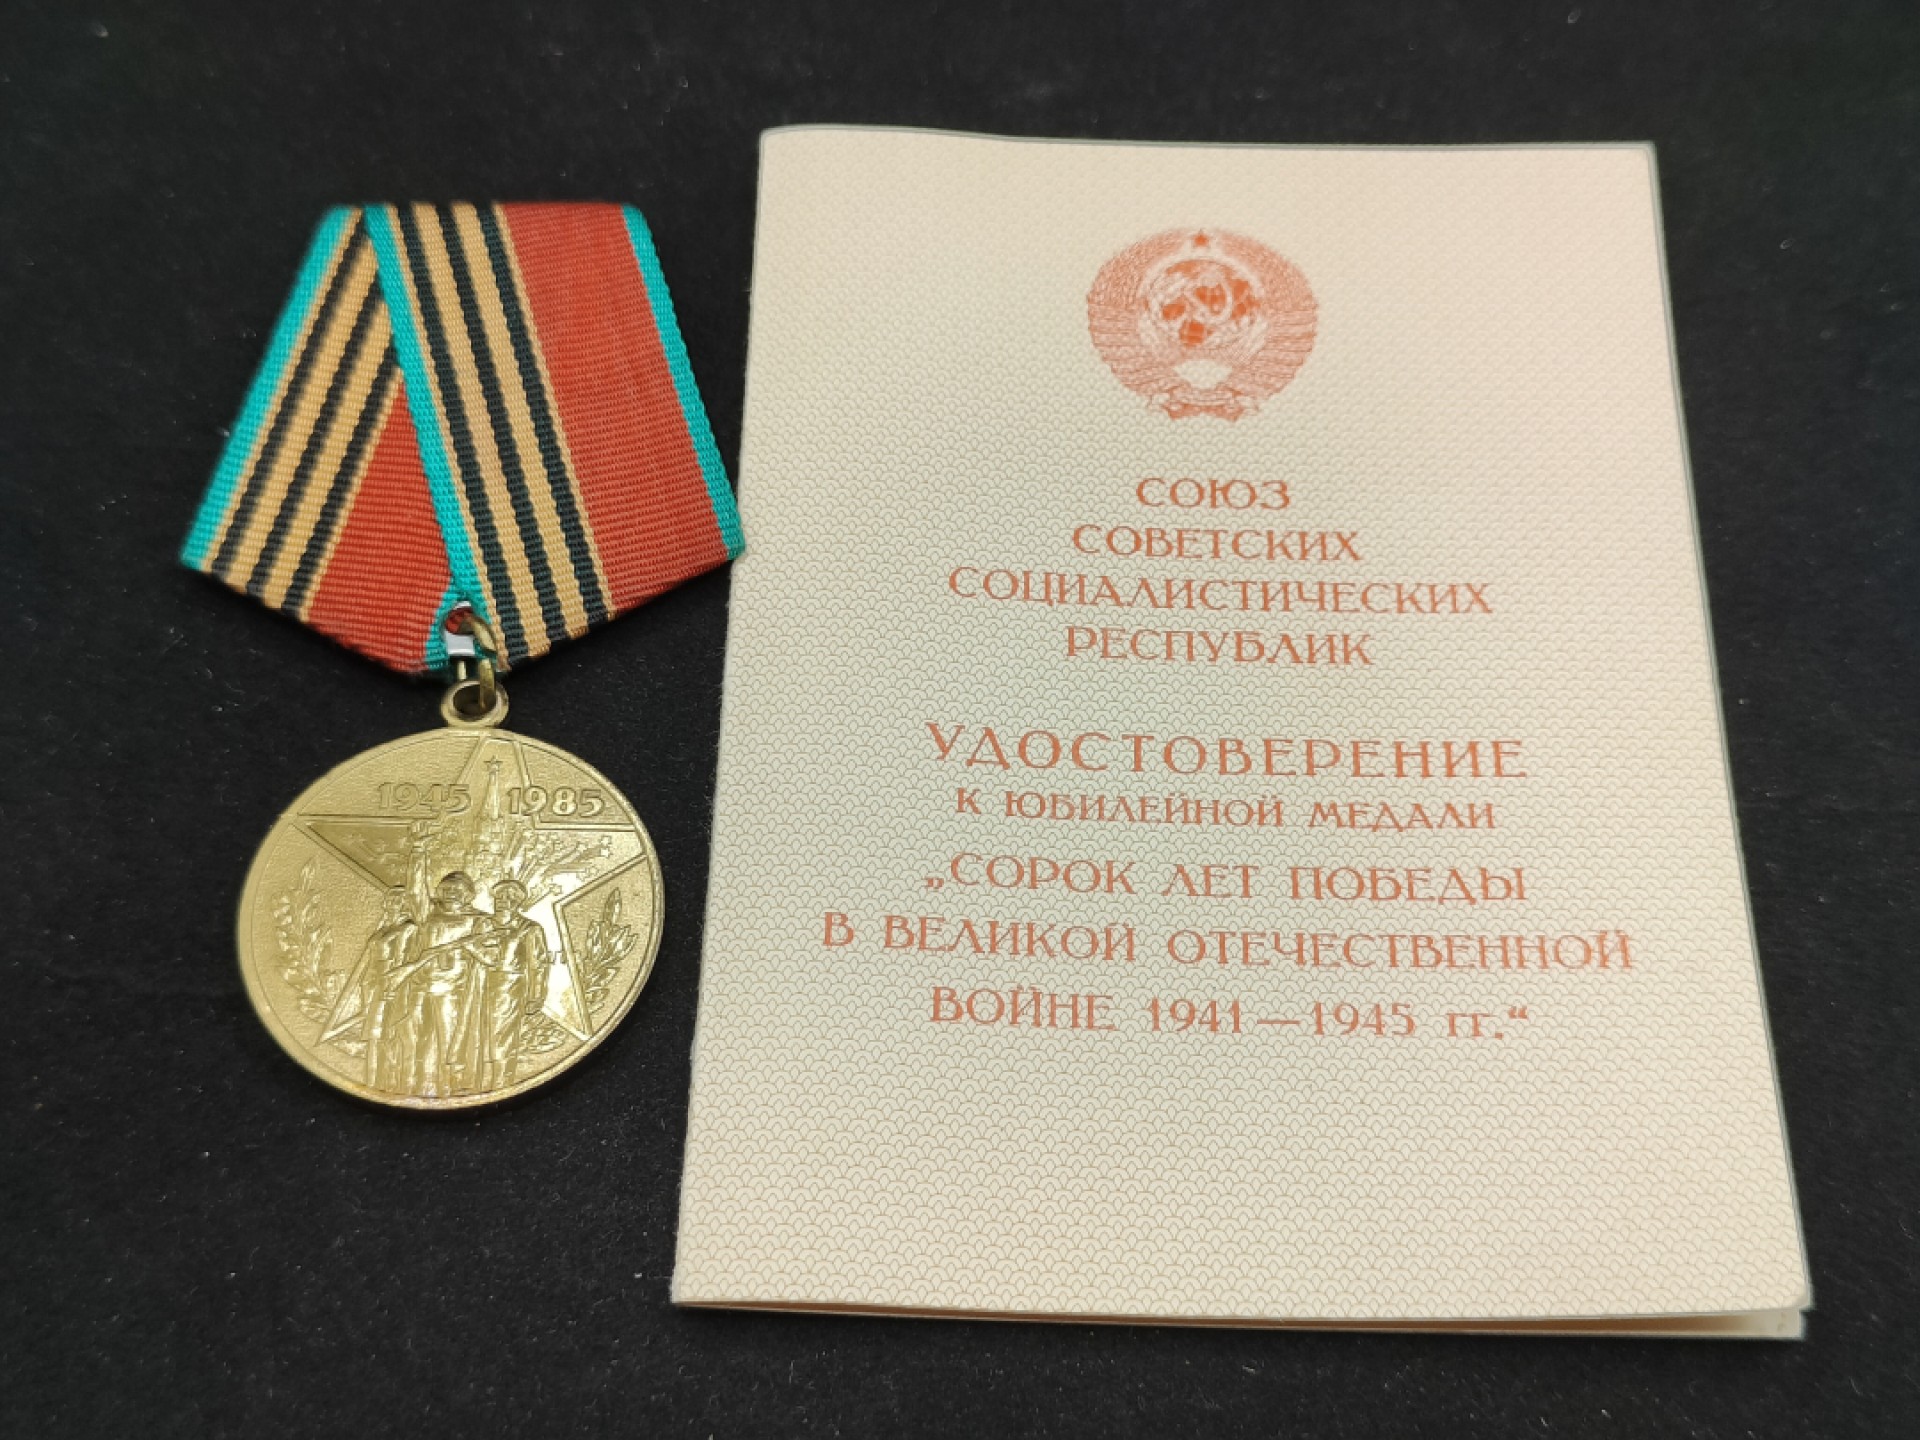 1945 1985
СОЮЗ
СОВЕТСКИХ
СОЦИАЛИСТИЧЕСКИХ
РЕСПУБЛИК
УДОСТОВЕРЕНИЕ
К ЮБИЛЕЙНОЙ МЕДАЛИ
„СОРОК ЛЕТ ПОБЕДЫ
В ВЕЛИКОЙ ОТЕЧЕСТВЕННОЙ
ВОЙНЕ 1941—1945 гг.“